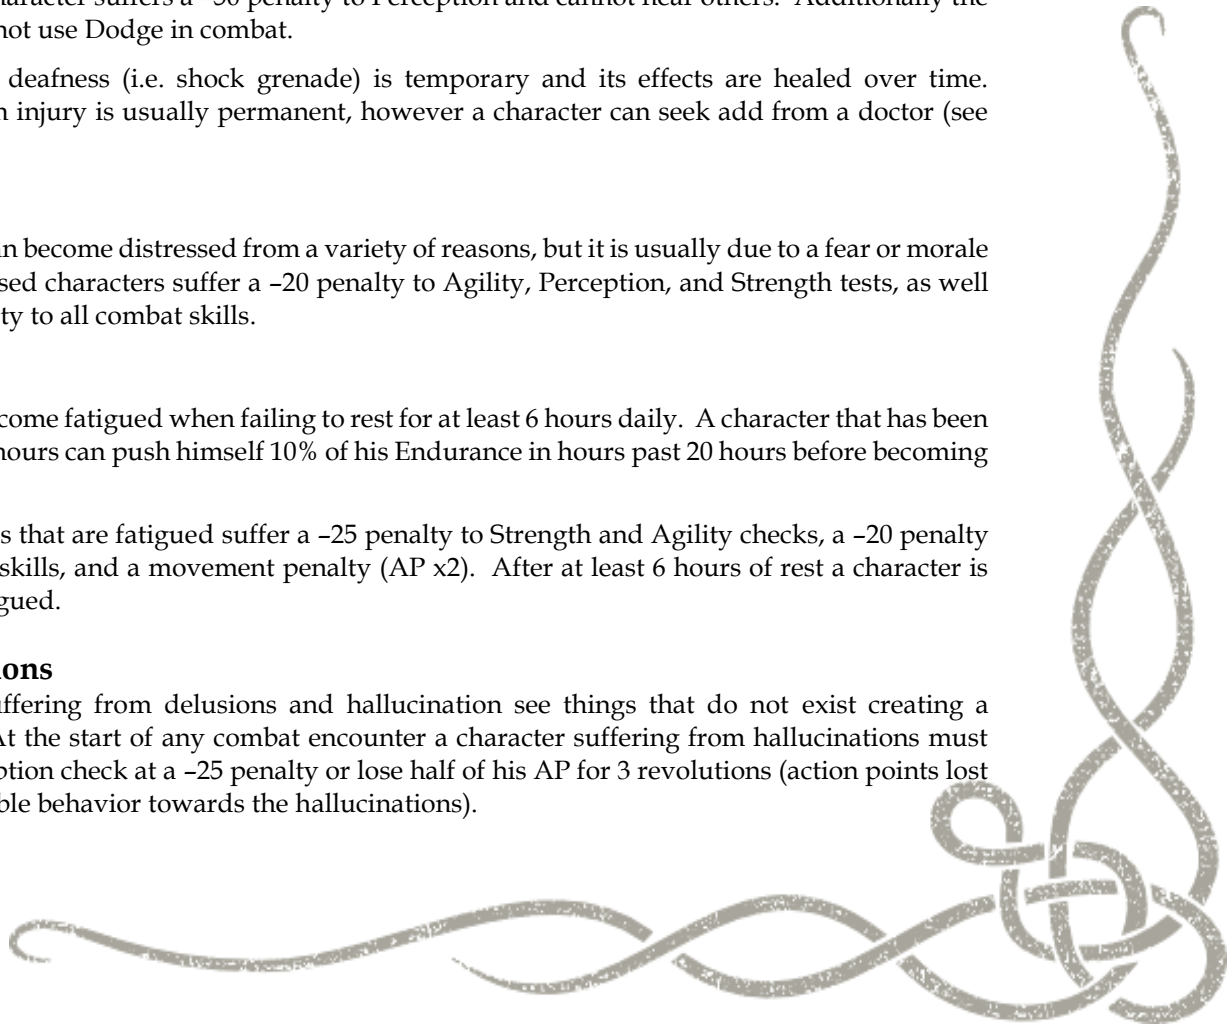 character suffers a –30 penalty to Perception and cannot hear others. Additionally the
not use Dodge in combat.
deafness (i.e. shock grenade) is temporary and its effects are healed over time.
injury is usually permanent, however a character can seek add from a doctor (see
become distressed from a variety of reasons, but it is usually due to a fear or morale
sed characters suffer a –20 penalty to Agility, Perception, and Strength tests, as well
ty to all combat skills.
come fatigued when failing to rest for at least 6 hours daily. A character that has been
hours can push himself 10% of his Endurance in hours past 20 hours before becoming
s that are fatigued suffer a –25 penalty to Strength and Agility checks, a –20 penalty
skills, and a movement penalty (AP x2). After at least 6 hours of rest a character is
gued.
ions
uffering from delusions and hallucination see things that do not exist creating a
At the start of any combat encounter a character suffering from hallucinations must
ption check at a –25 penalty or lose half of his AP for 3 revolutions (action points lost
ble behavior towards the hallucinations).